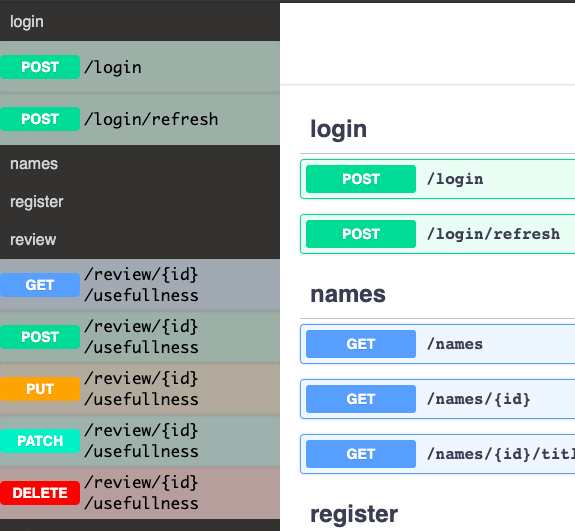 login
POST /login
POST /login/refresh
names
register
review
GET /review/{id}
/usefullness
POST /review/{id}
/usefullness
PUT /review/{id}
/usefullness
PATCH /review/{id}
/usefullness
DELETE /review/{id}
/usefullness
login
POST /login
POST /login/refresh
names
GET /names
GET /names/{id}
GET /names/{id}/titl
register